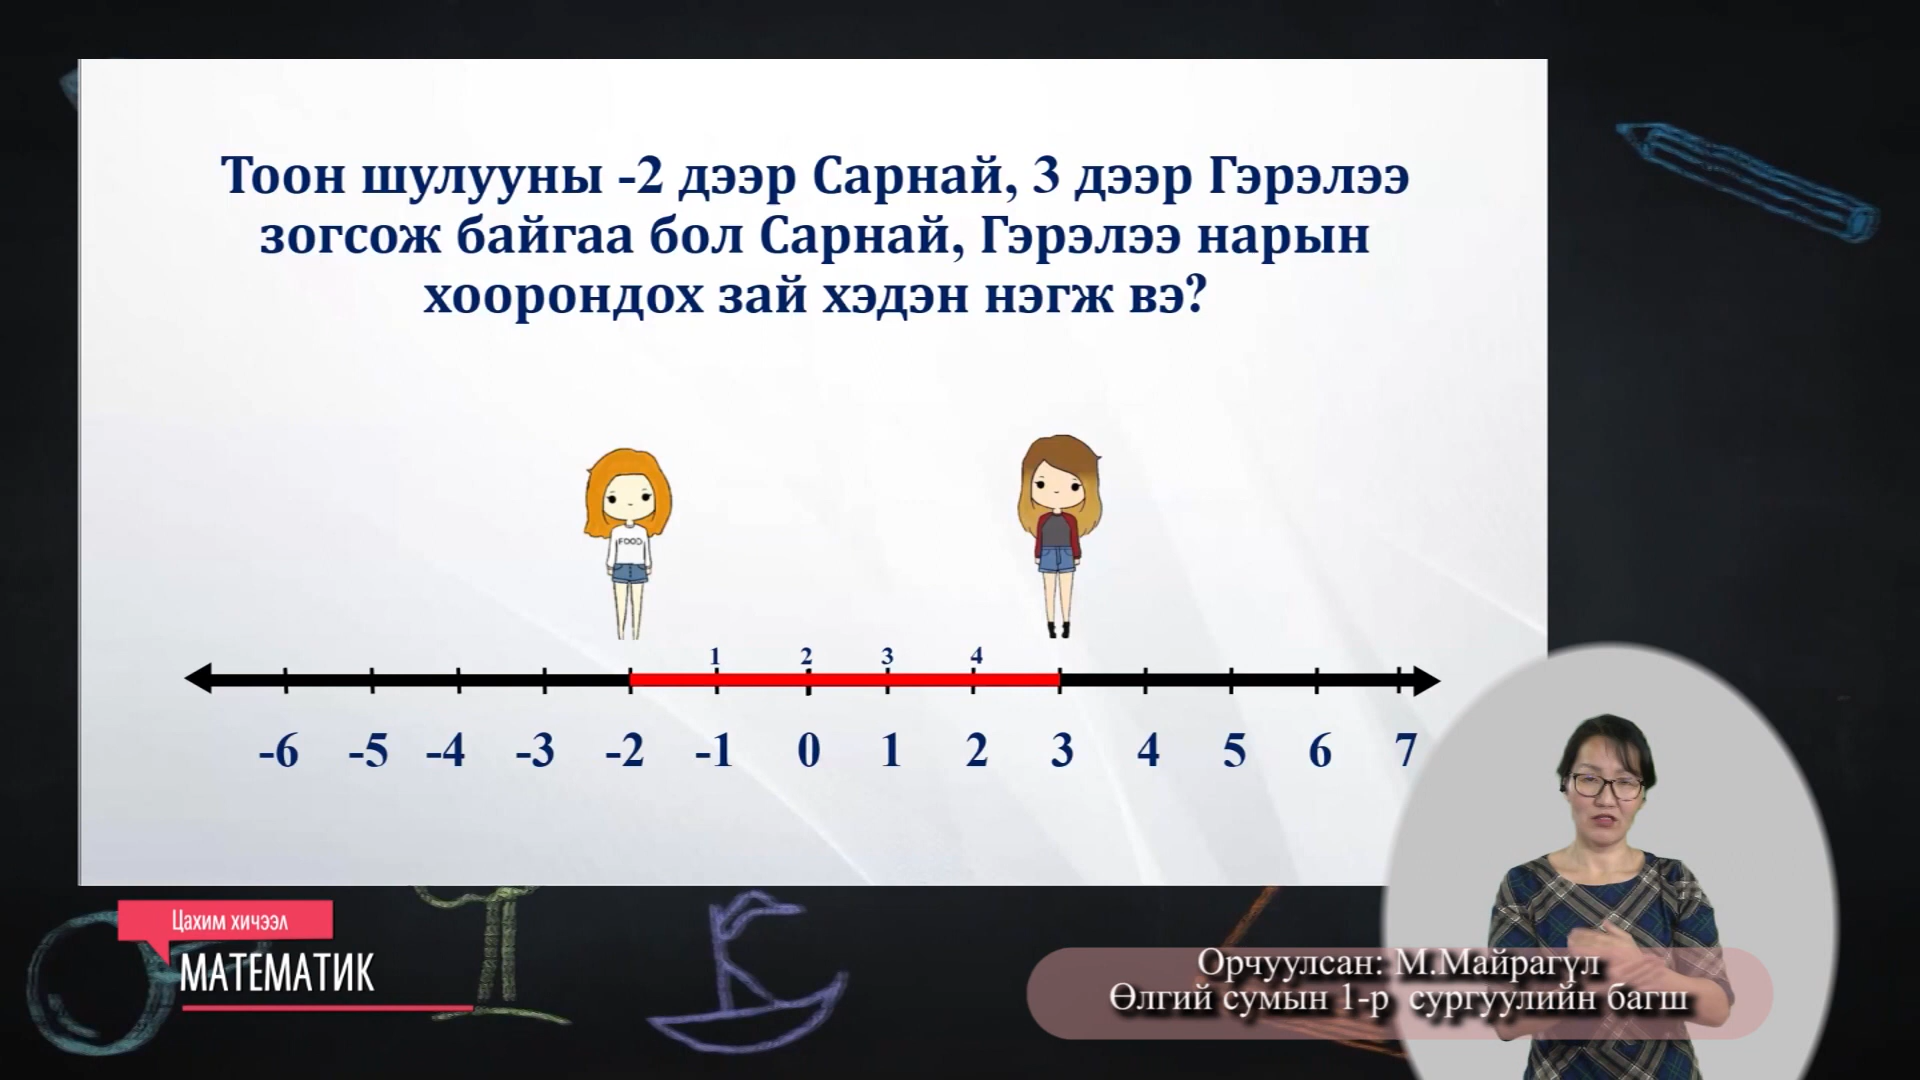 Тоон шулууны -2 дээр Сарнай, 3 дээр Гэрэлээ
зогсож байгаа бол Сарнай, Гэрэлээ нарын
хоорондох зай хэдэн нэгж вэ?
FOOD
1 2 3 4
-6 -5 -4 -3 -2 -1 0 1 2 3 4 5 6 7
Цахим хичээл
МАТЕМАТИК
Орчуулсан: М.Майрагүл
Өлгий сумын 1-р сургуулийн багш